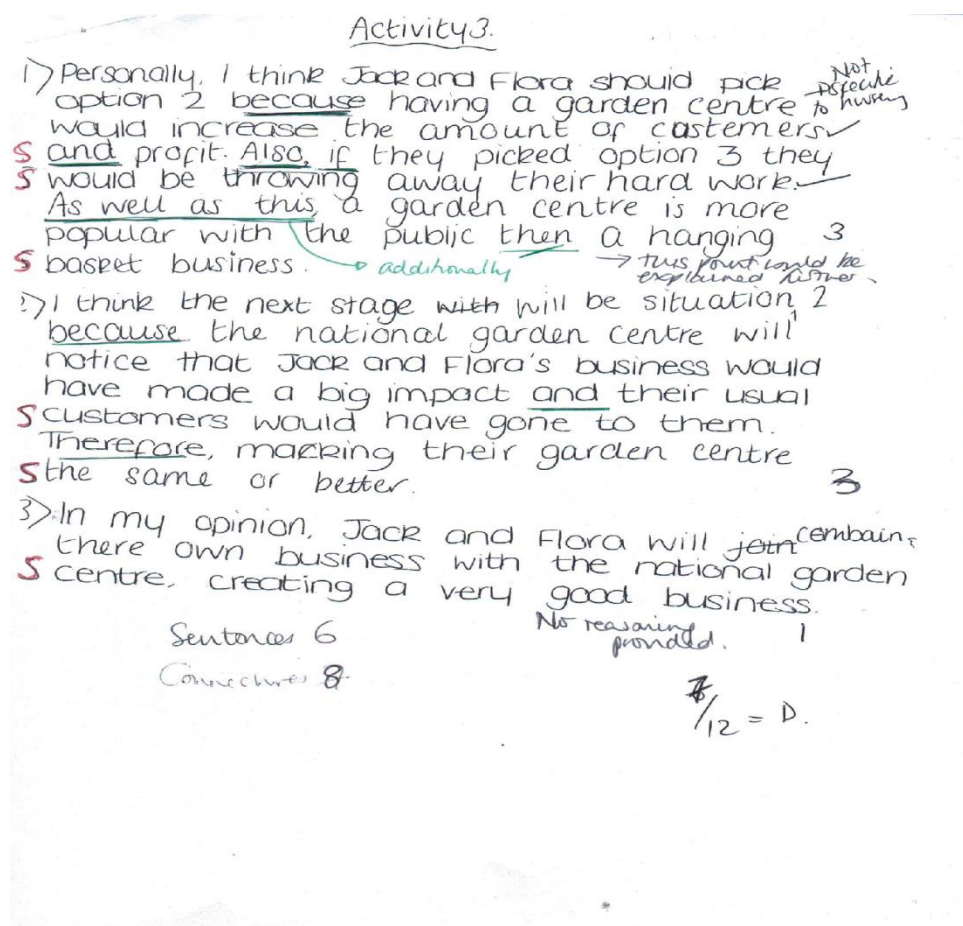 Activity 3.
1) Personally, I think Jack and Flora should pick Not
option 2 because having a garden centre to nursery
would increase the amount of custemers ✓
S and profit. Also, if they picked option 3 they
S would be throwing away their hard work.
As well as this, a garden centre is more
popular with the public then a hanging 3
S basket business. → additionally → this point could be
explained further.
2) I think the next stage with will be situation 2
because the national garden centre will 1
notice that Jack and Flora's business would
have made a big impact and their usual
S customers would have gone to them.
Therefore, macking their garden centre
S the same or better. 3
3) In my opinion, Jack and Flora will join cembain,
there own business with the national garden
S centre, creating a very good business.
Sentences 6 No reasoning 1
provided.
Connectives 8
7/12 = D.